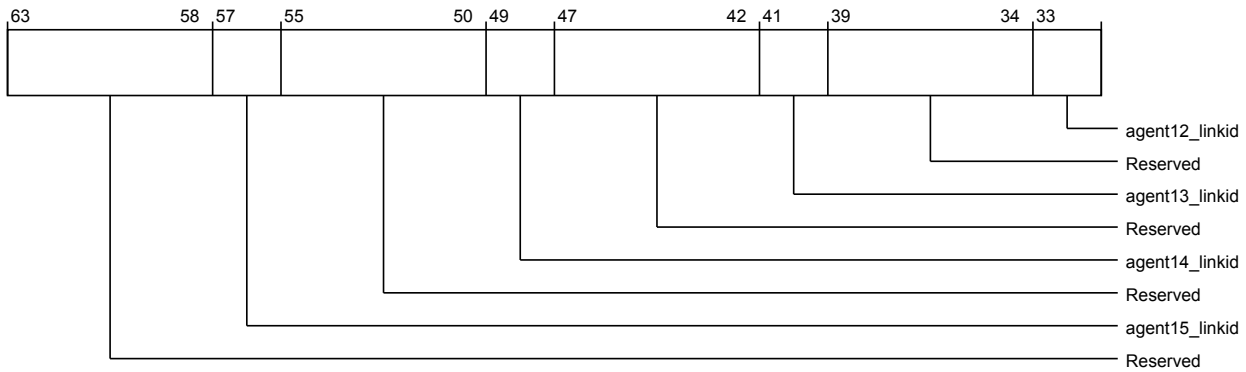 63 58 57 55 50 49 47 42 41 39 34 33
agent12_linkid
Reserved
agent13_linkid
Reserved
agent14_linkid
Reserved
agent15_linkid
Reserved